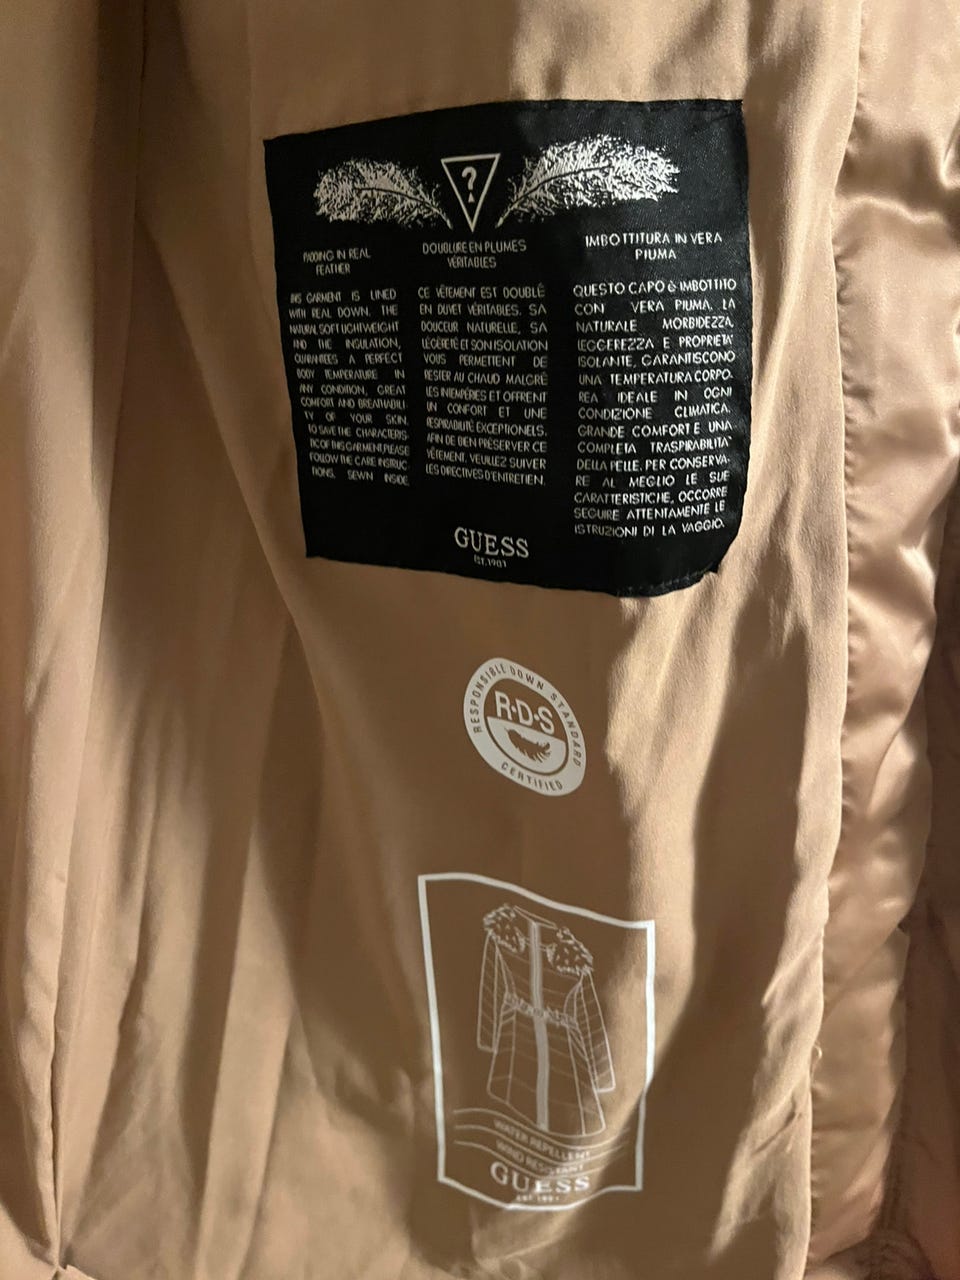 ?
PADDING IN REAL
FEATHER
THIS GARMENT IS LINED
WITH REAL DOWN. THE
NATURAL SOFT LIGHTWEIGHT
AND THE INSULATION,
GUARANTEES A PERFECT
BODY TEMPERATURE IN
ANY CONDITION, GREAT
COMFORT AND BREATHABILI-
TY OF YOUR SKIN.
TO SAVE THE CHARACTERIS-
TIC OF THIS GARMENT, PLEASE
FOLLOW THE CARE INSTRUC-
TIONS, SEWN INSIDE
DOUBLURE EN PLUMES
VÉRITABLES
CE VÊTEMENT EST DOUBLÉ
EN DUVET VÉRITABLES. SA
DOUCEUR NATURELLE, SA
LÉGÈRETÉ ET SON ISOLATION
VOUS PERMETTENT DE
RESTER AU CHAUD MALGRÉ
LES INTEMPÉRIES ET OFFRENT
UN CONFORT ET UNE
RESPIRABILITÉ EXCEPTIONELS.
AFIN DE BIEN PRÉSERVER CE
VÊTEMENT, VEUILLEZ SUIVER
LES DIRECTIVES D'ENTRETIEN.
IMBOTTITURA IN VERA
PIUMA
QUESTO CAPO è IMBOTTITO
CON VERA PIUMA. LA
NATURALE MORBIDEZZA,
lEGGEREZZA E PROPRIETA'
ISOLANTE, GARANTISCONO
UNA TEMPERATURA CORPO-
REA IDEALE IN OGNI
CONDIZIONE CLIMATICA.
GRANDE COMFORT E UNA
COMPLETA TRASPIRABILITA'
DELLA PELLE. PER CONSERVA-
RE AL MEGLIO LE SUE
CARATTERISTICHE, OCCORRE
SEGUIRE ATTENTAMENTE LE
ISTRUZIONI DI LA VAGGIO.
GUESS
EST.1981
RESPONSIBLE DOWN STANDARD
R·D·S
CERTIFIED
WATER REPELLENT
WIND RESISTANT
GUESS
EST. 1981